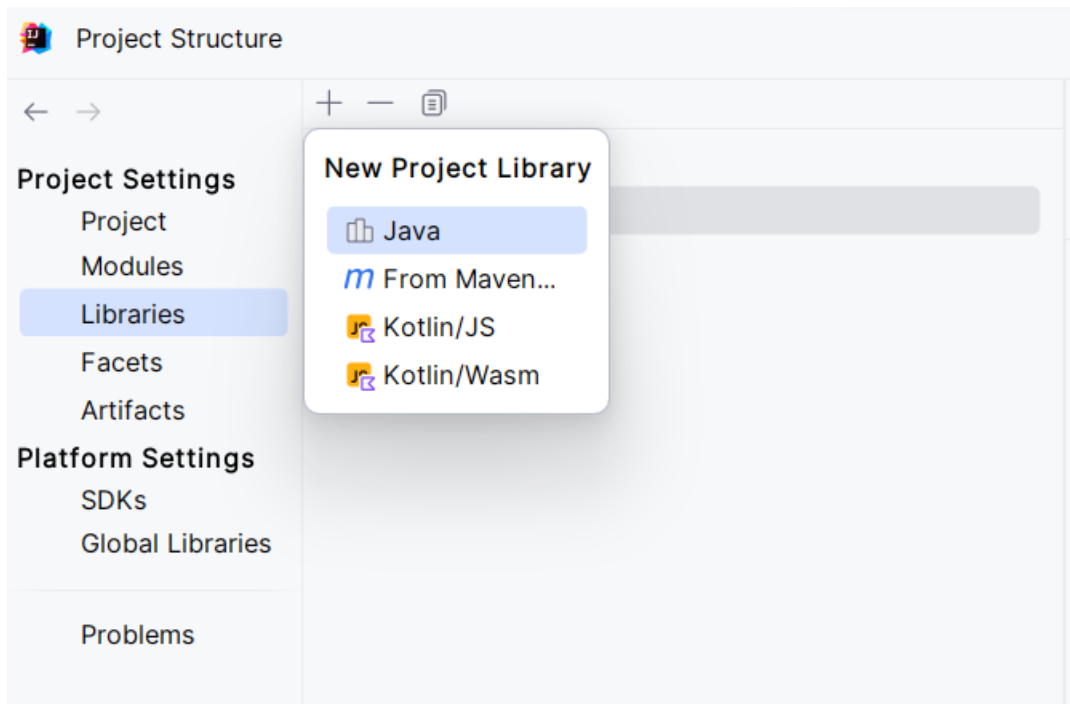 Project Structure
Project Settings
Project
Modules
Libraries
Facets
Artifacts
Platform Settings
SDKs
Global Libraries
Problems
New Project Library
Java
From Maven...
Kotlin/JS
Kotlin/Wasm